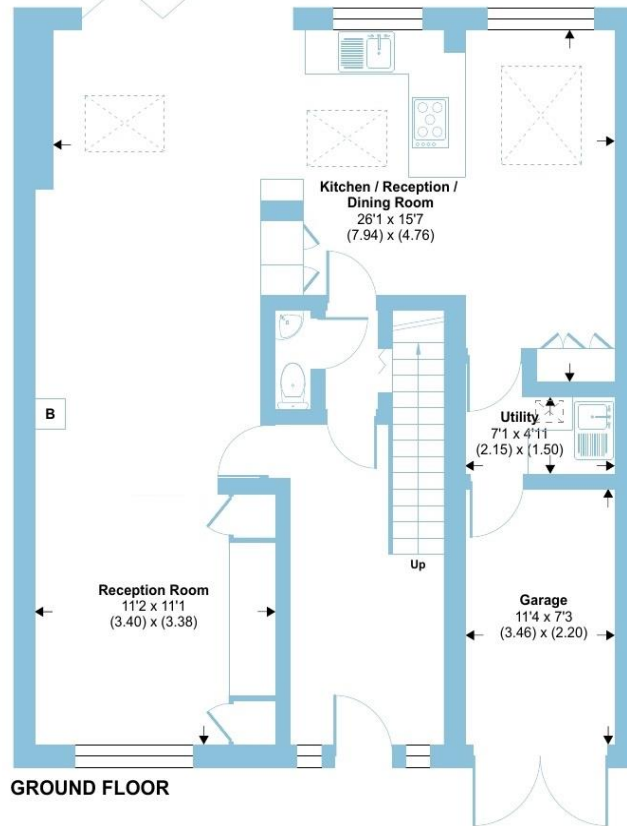 Kitchen / Reception /
Dining Room
26'1 x 15'7
(7.94) x (4.76)
B
Utility
7'1 x 4'11
(2.15) x (1.50)
Up
Reception Room
11'2 x 11'1
(3.40) x (3.38)
Garage
11'4 x 7'3
(3.46) x (2.20)
GROUND FLOOR